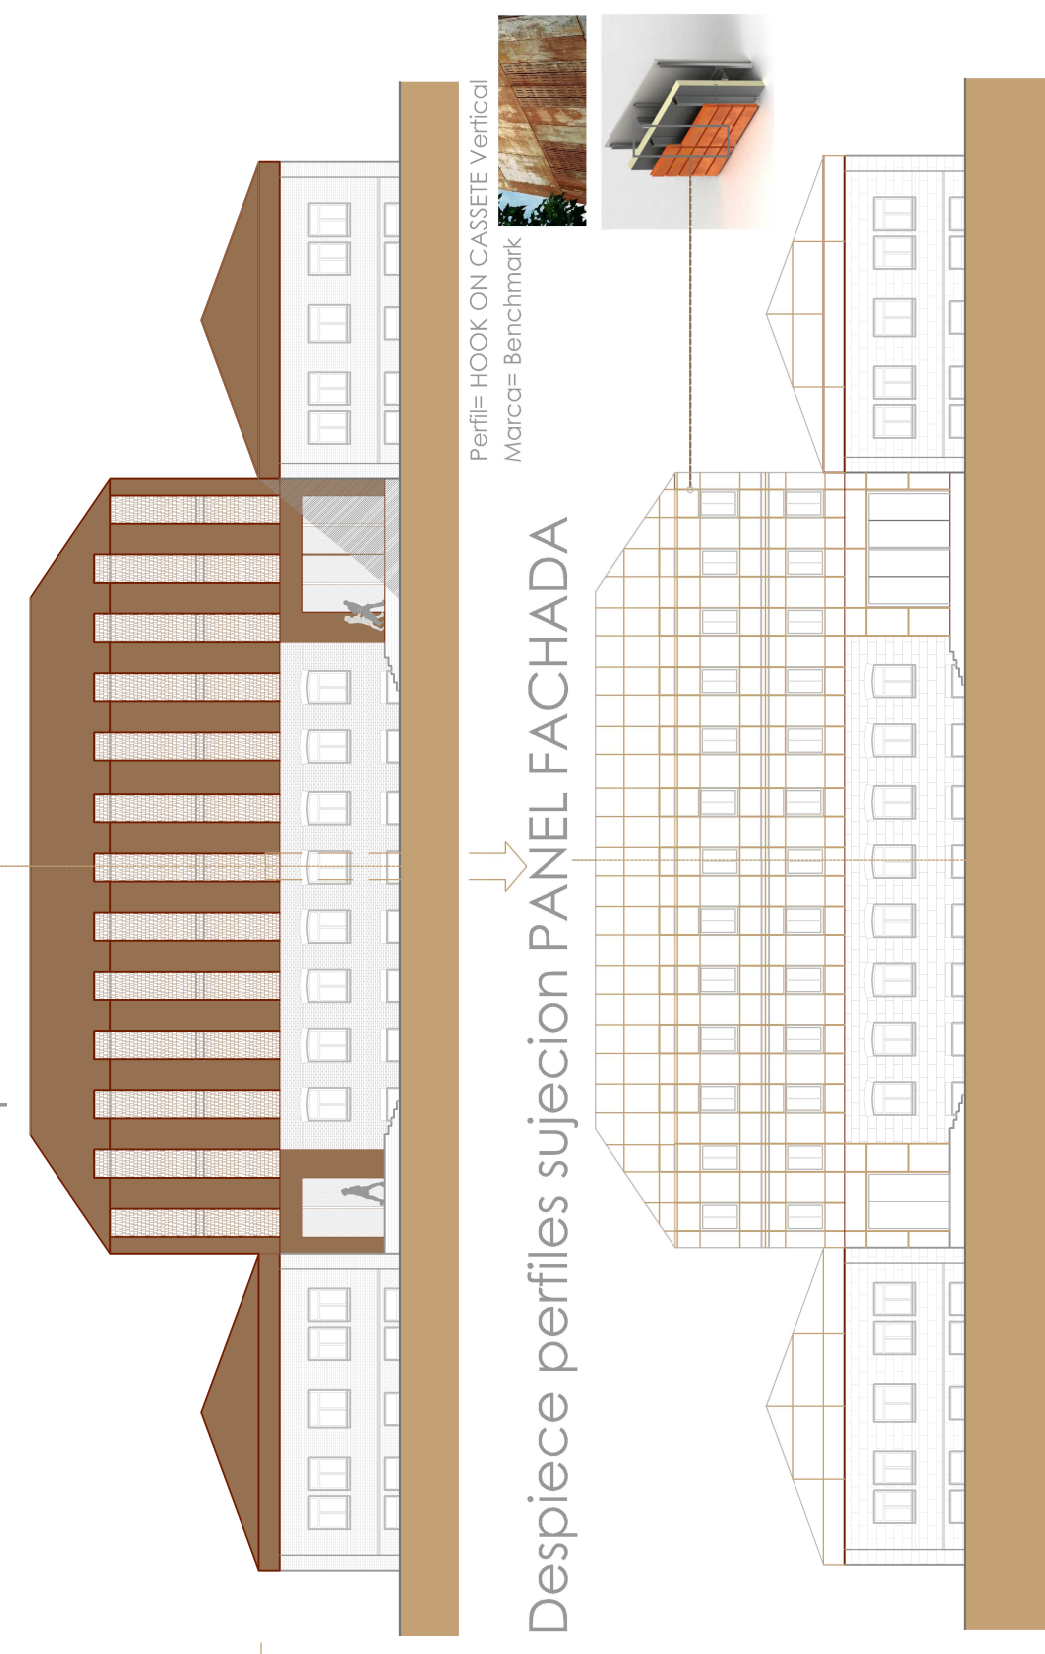 Perfil= HOOK ON CASSETE Vertical
Marca= Benchmark
Despiece perfiles sujecion PANEL FACHADA